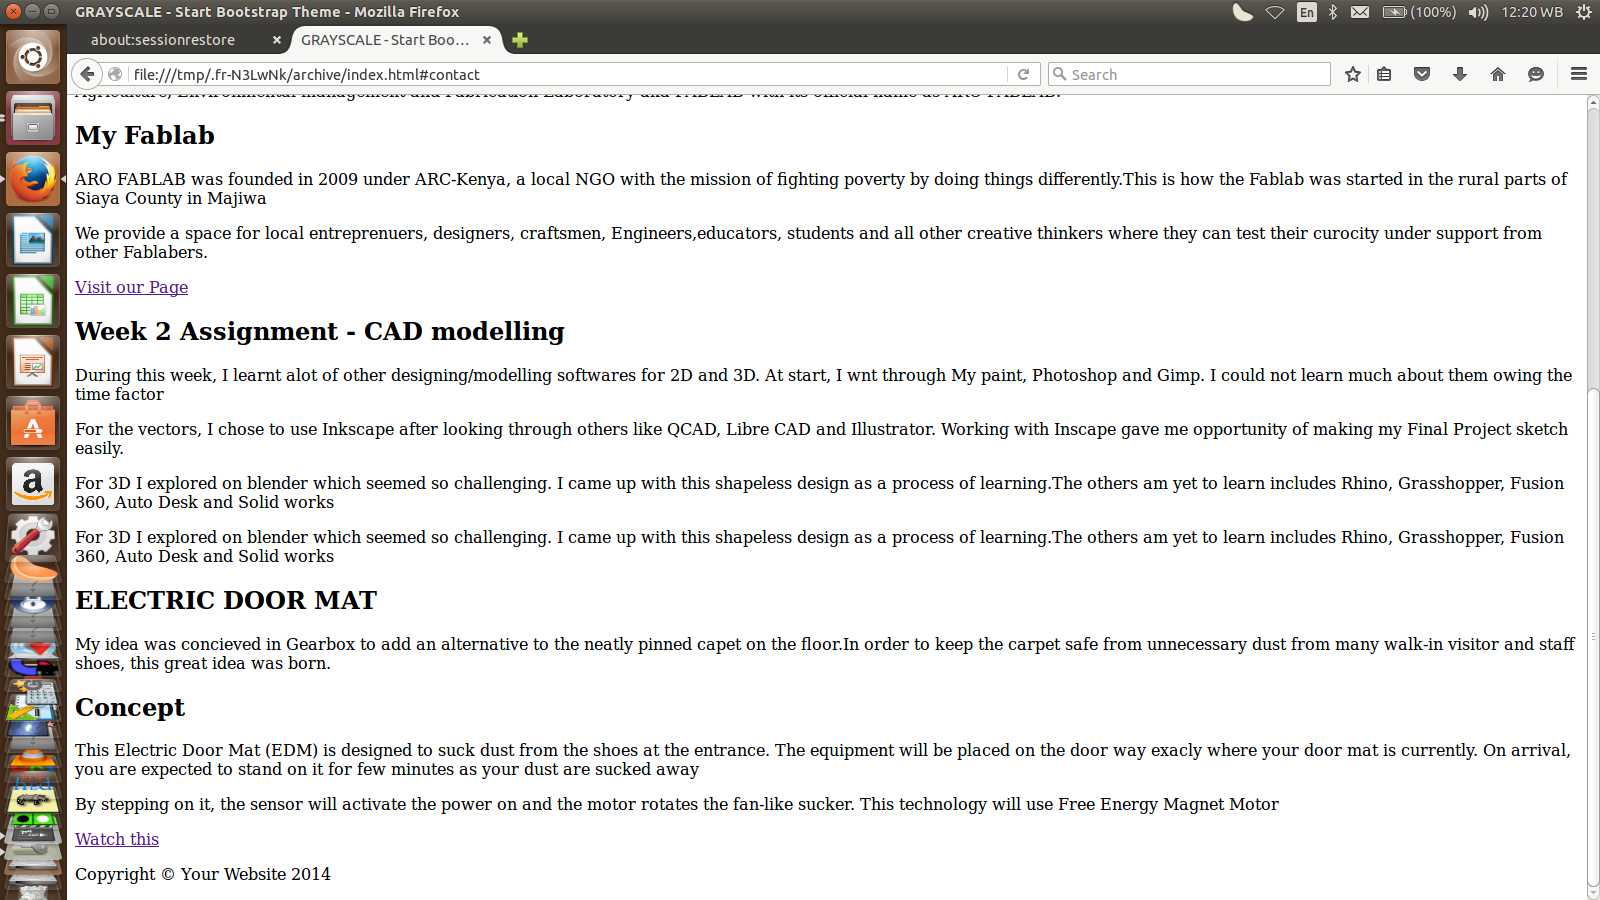 GRAYSCALE - Start Bootstrap Theme - Mozilla Firefox
En
(100%)
12:20 WB
about:sessionrestore
GRAYSCALE - Start Boo...
file:///tmp/.fr-N3LwNk/archive/index.html#contact
Search
Agriculture, Environmental management and Fabrication Laboratory and FABLAB with its official name as ARO FABLAB.
My Fablab
ARO FABLAB was founded in 2009 under ARC-Kenya, a local NGO with the mission of fighting poverty by doing things differently.This is how the Fablab was started in the rural parts of
Siaya County in Majiwa
We provide a space for local entreprenuers, designers, craftsmen, Engineers,educators, students and all other creative thinkers where they can test their curocity under support from
other Fablabers.
Visit our Page
Week 2 Assignment - CAD modelling
During this week, I learnt alot of other designing/modelling softwares for 2D and 3D. At start, I wnt through My paint, Photoshop and Gimp. I could not learn much about them owing the
time factor
For the vectors, I chose to use Inkscape after looking through others like QCAD, Libre CAD and Illustrator. Working with Inscape gave me opportunity of making my Final Project sketch
easily.
For 3D I explored on blender which seemed so challenging. I came up with this shapeless design as a process of learning.The others am yet to learn includes Rhino, Grasshopper, Fusion
360, Auto Desk and Solid works
For 3D I explored on blender which seemed so challenging. I came up with this shapeless design as a process of learning.The others am yet to learn includes Rhino, Grasshopper, Fusion
360, Auto Desk and Solid works
ELECTRIC DOOR MAT
My idea was concieved in Gearbox to add an alternative to the neatly pinned capet on the floor.In order to keep the carpet safe from unnecessary dust from many walk-in visitor and staff
shoes, this great idea was born.
Concept
This Electric Door Mat (EDM) is designed to suck dust from the shoes at the entrance. The equipment will be placed on the door way exacly where your door mat is currently. On arrival,
you are expected to stand on it for few minutes as your dust are sucked away
By stepping on it, the sensor will activate the power on and the motor rotates the fan-like sucker. This technology will use Free Energy Magnet Motor
Watch this
Copyright © Your Website 2014